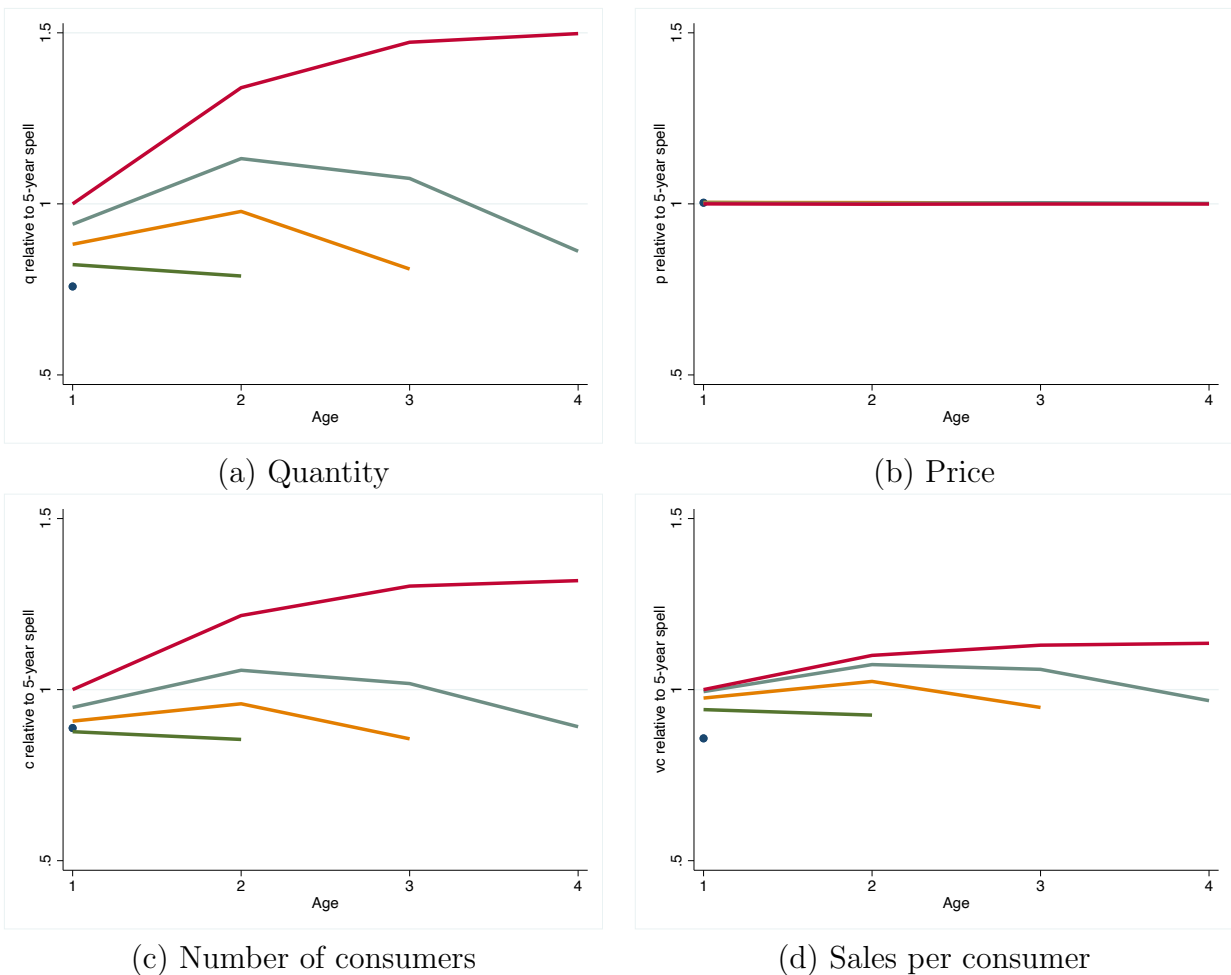 q relative to 5-year spell
1.5
1
.5
1 2 3 4
Age
(a) Quantity
p relative to 5-year spell
1.5
1
.5
1 2 3 4
Age
(b) Price
c relative to 5-year spell
1.5
1
.5
1 2 3 4
Age
(c) Number of consumers
vc relative to 5-year spell
1.5
1
.5
1 2 3 4
Age
(d) Sales per consumer